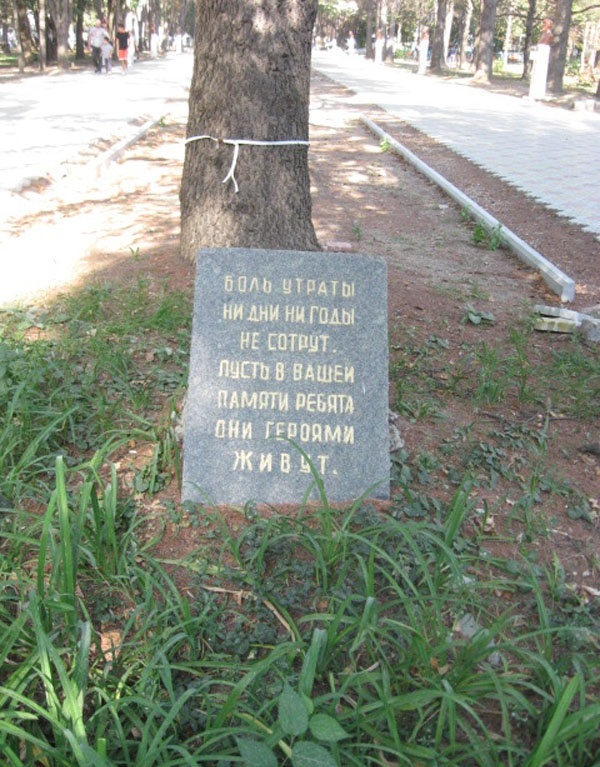 БОЛЬ УТРАТЫ
НИ ДНИ НИ ГОДЫ
НЕ СОТРУТ.
ПУСТЬ В ВАШЕЙ
ПАМЯТИ РЕБЯТА
ОНИ ГЕРОЯМИ
ЖИВУТ.